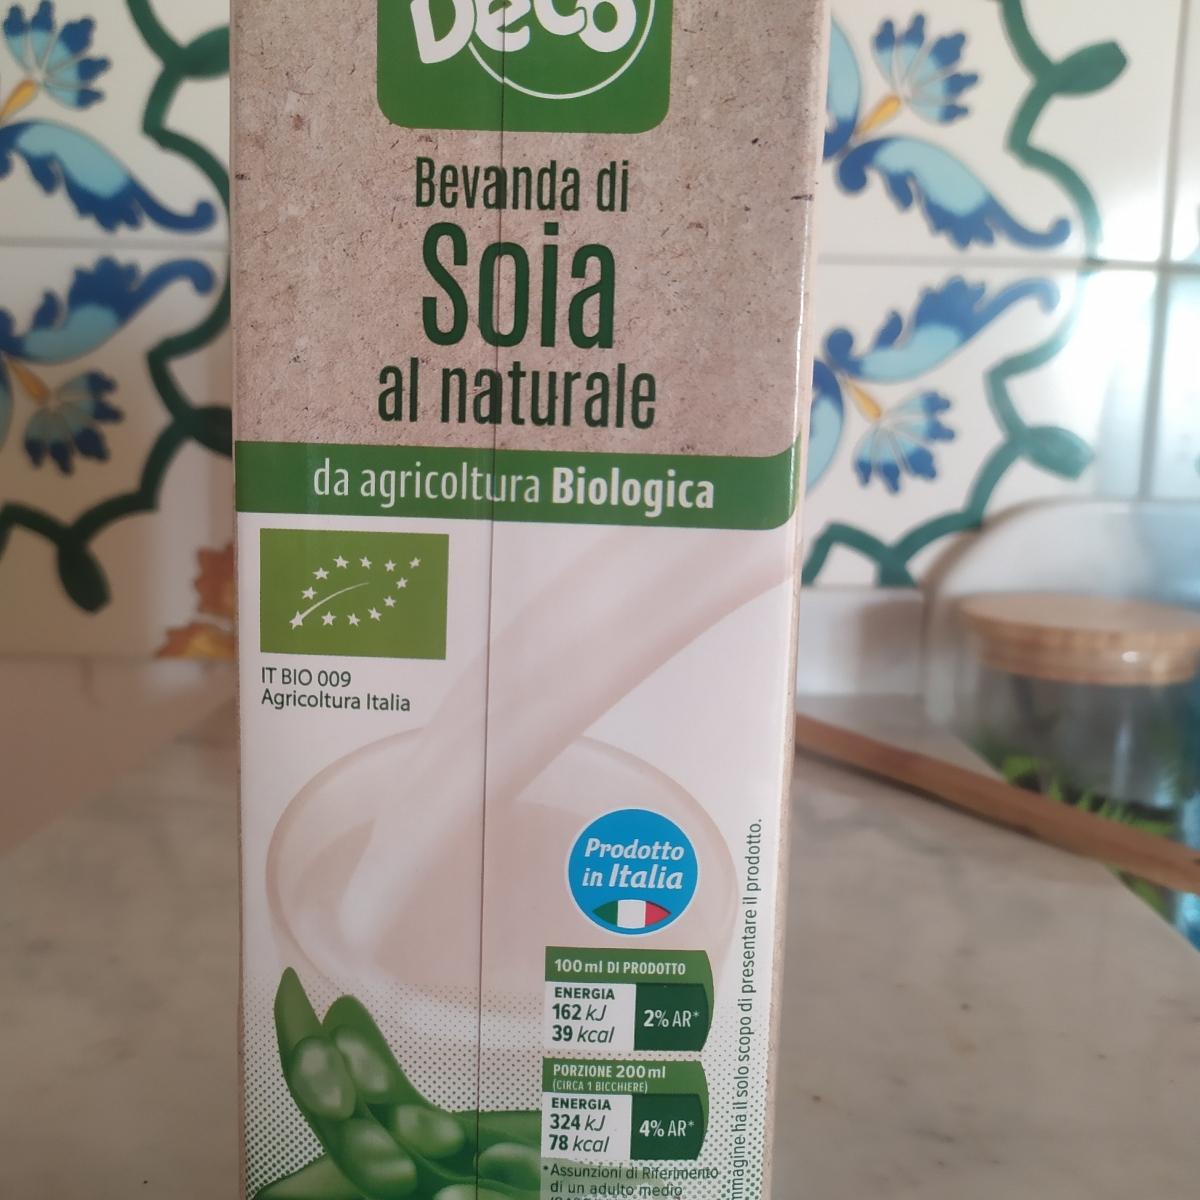 Decò
Bevanda di
Soia
al naturale
da agricoltura Biologica
IT BIO 009
Agricoltura Italia
Prodotto
in Italia
100 ml DI PRODOTTO
ENERGIA
162 kJ
39 kcal
2% AR*
PORZIONE 200 ml
(CIRCA 1 BICCHIERE)
ENERGIA
324 kJ
78 kcal
4% AR*
*Assunzioni di Riferimento
di un adulto medio
ha il solo scopo di presentare il prodotto.